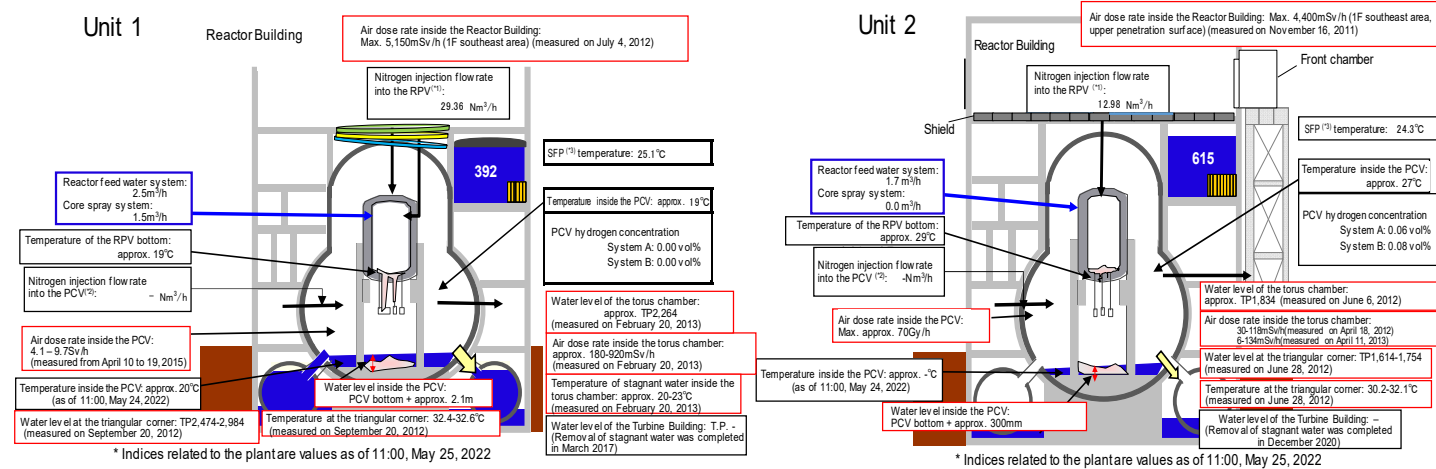 Unit 1
Reactor Building
Air dose rate inside the Reactor Building:
Max. 5,150mSv/h (1F southeast area) (measured on July 4, 2012)
Nitrogen injection flow rate
into the RPV(*1):
29.36 Nm3/h
392
SFP (*3) temperature: 25.1°C
Reactor feed water system:
2.5m3/h
Core spray system:
1.5m3/h
Temperature inside the PCV: approx. 19°C
PCV hydrogen concentration
System A: 0.00 vol%
System B: 0.00 vol%
Temperature of the RPV bottom:
approx. 19°C
Nitrogen injection flow rate
into the PCV(*2): - Nm3/h
Air dose rate inside the PCV:
4.1 – 9.7Sv/h
(measured from April 10 to 19, 2015)
Temperature inside the PCV: approx. 20°C
(as of 11:00, May 24, 2022)
Water level at the triangular corner: TP2,474-2,984
(measured on September 20, 2012)
Water level inside the PCV:
PCV bottom + approx. 2.1m
Temperature at the triangular corner: 32.4-32.6°C
(measured on September 20, 2012)
Water level of the torus chamber:
approx. TP2,264
(measured on February 20, 2013)
Air dose rate inside the torus chamber:
approx. 180-920mSv/h
(measured on February 20, 2013)
Temperature of stagnant water inside the
torus chamber: approx. 20-23°C
(measured on February 20, 2013)
Water level of the Turbine Building: T.P. -
(Removal of stagnant water was completed
in March 2017)
* Indices related to the plant are values as of 11:00, May 25, 2022
Unit 2
Reactor Building
Air dose rate inside the Reactor Building: Max. 4,400mSv/h (1F southeast area,
upper penetration surface) (measured on November 16, 2011)
Front chamber
Nitrogen injection flow rate
into the RPV (*1):
12.98 Nm3/h
Shield
615
SFP (*3) temperature: 24.3°C
Reactor feed water system:
1.7 m3/h
Core spray system:
0.0 m3/h
Temperature inside the PCV:
approx. 27°C
PCV hydrogen concentration
System A: 0.06 vol%
System B: 0.08 vol%
Temperature of the RPV bottom:
approx. 29°C
Nitrogen injection flow rate
into the PCV(*2): -Nm3/h
Air dose rate inside the PCV:
Max. approx. 70Gy/h
Temperature inside the PCV: approx. -°C
(as of 11:00, May 24, 2022)
Water level inside the PCV:
PCV bottom + approx. 300mm
Water level of the torus chamber:
approx. TP1,834 (measured on June 6, 2012)
Air dose rate inside the torus chamber:
30-118mSv/h(measured on April 18, 2012)
6-134mSv/h(measured on April 11, 2013)
Water level at the triangular corner: TP1,614-1,754
(measured on June 28, 2012)
Temperature at the triangular corner: 30.2-32.1°C
(measured on June 28, 2012)
Water level of the Turbine Building: –
(Removal of stagnant water was completed
in December 2020)
* Indices related to the plant are values as of 11:00, May 25, 2022